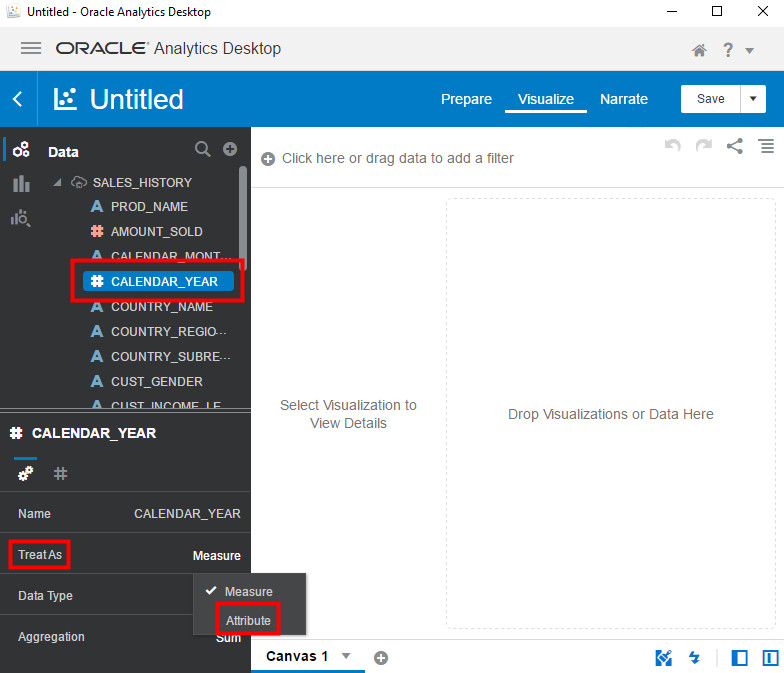 Untitled - Oracle Analytics Desktop
ORACLE Analytics Desktop
?
Untitled
Prepare Visualize Narrate Save
Data
Click here or drag data to add a filter
SALES_HISTORY
A PROD_NAME
# AMOUNT_SOLD
A CALENDAR_MONT...
# CALENDAR_YEAR
A COUNTRY_NAME
A COUNTRY_REGIO...
A COUNTRY_SUBRE...
A CUST_GENDER
A CUST_INCOME_LE
Select Visualization to
View Details
Drop Visualizations or Data Here
# CALENDAR_YEAR
#
Name CALENDAR_YEAR
Treat As Measure
Data Type
Measure
Attribute
Aggregation Sum
Canvas 1